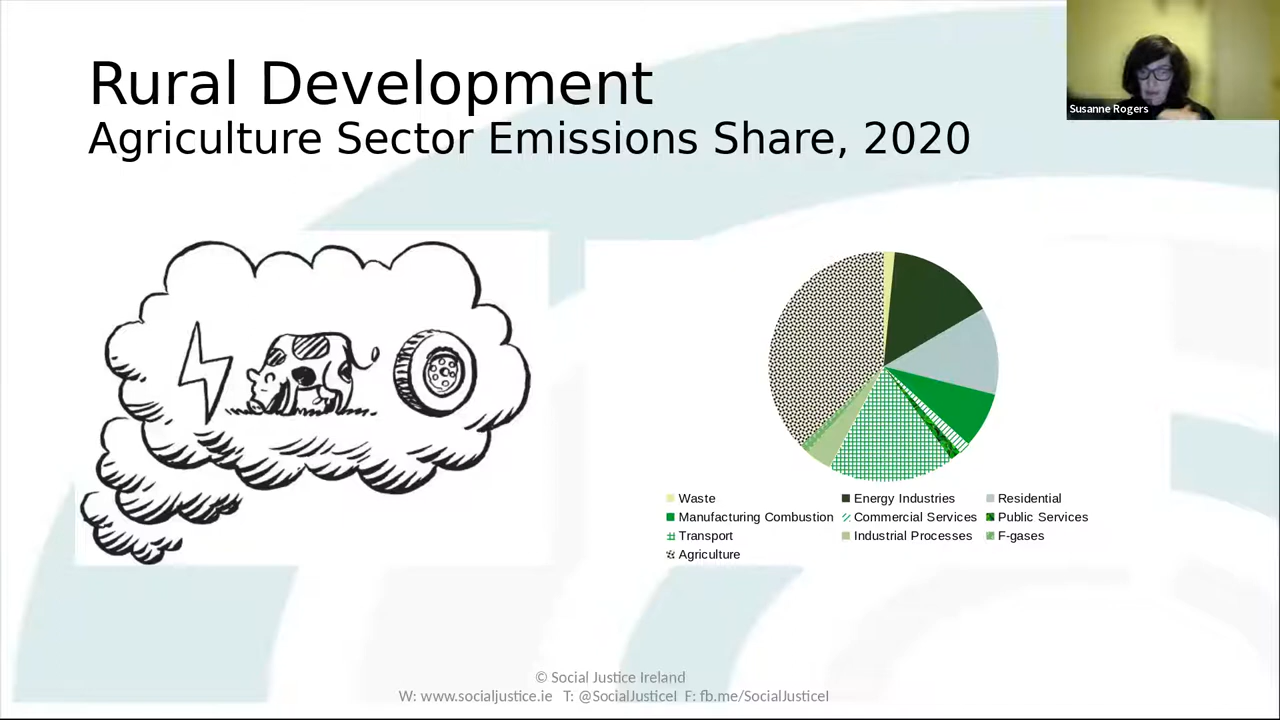 Rural Development
Agriculture Sector Emissions Share, 2020
Susanne Rogers
Waste
Energy Industries
Residential
Manufacturing Combustion
Commercial Services
Public Services
Transport
Industrial Processes
F-gases
Agriculture
© Social Justice Ireland
W: www.socialjustice.ie T: @SocialJusticeI F: fb.me/SocialJusticeI